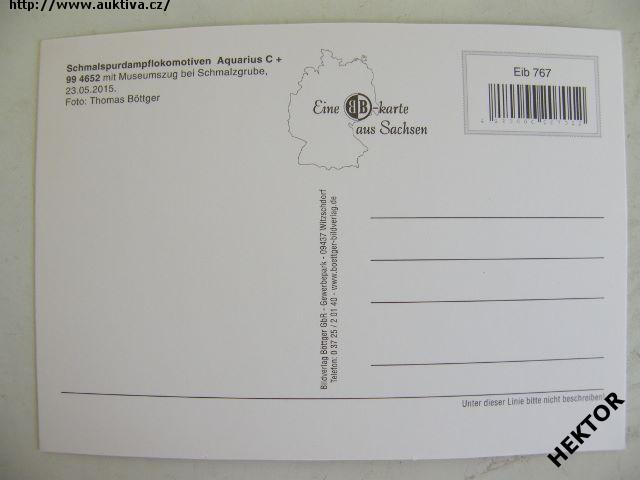 http://www.auktiva.cz/
Schmalspurdampflokomotiven Aquarius C +
99 4652 mit Museumszug bei Schmalzgrube,
23.05.2015.
Foto: Thomas Böttger
Eine BB-karte
aus Sachsen
Eib 767
Bildverlag Böttger GbR - Gewerbepark - 09437 Witzschdorf
Telefon: 0 37 25 / 2 01 40 - www.boettger-bildverlag.de
Unter dieser Linie bitte nicht beschreiben!
HEKTOR